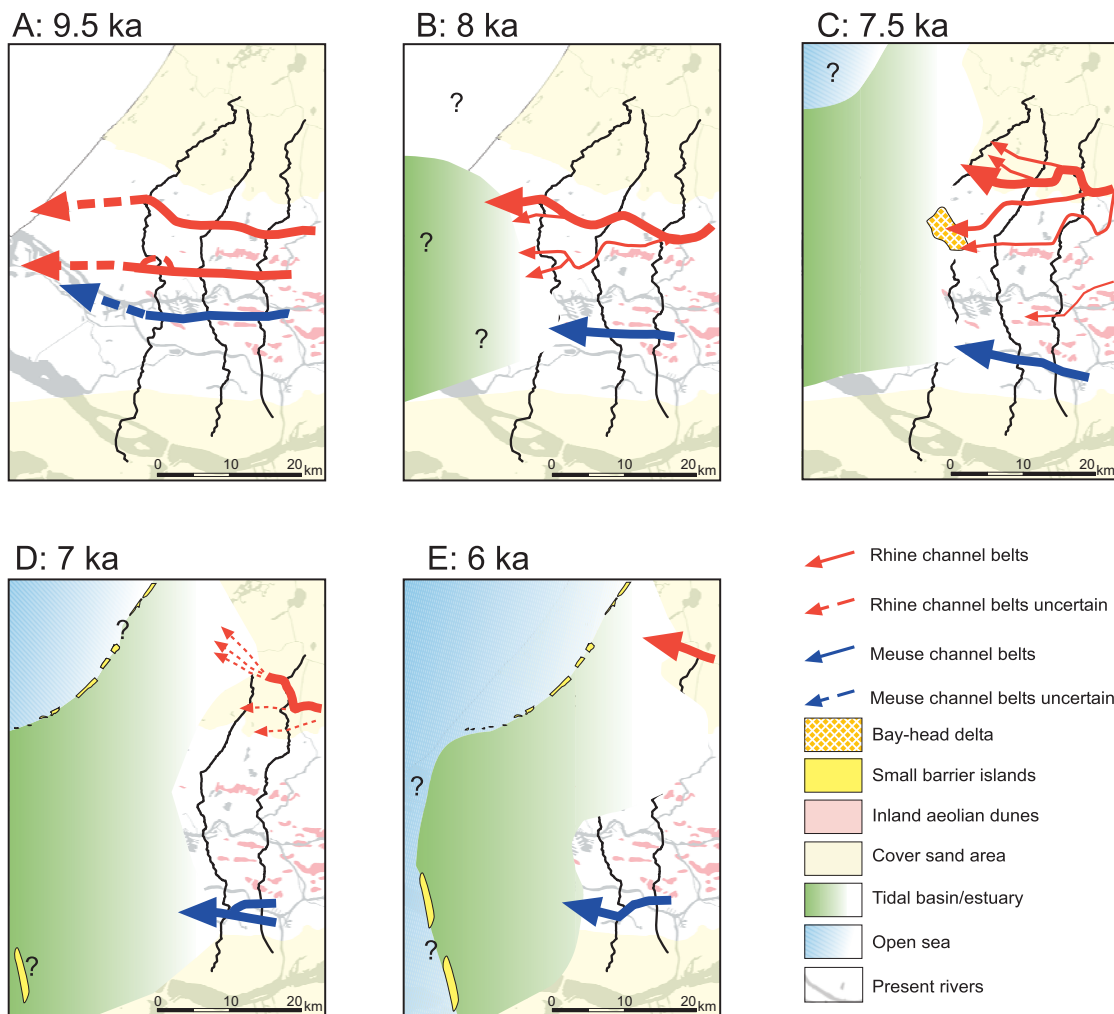 A: 9.5 ka
B: 8 ka
C: 7.5 ka
?
?
?
?
0 10 20 km
0 10 20 km
0 10 20 km
D: 7 ka
E: 6 ka
?
?
?
?
0 10 20 km
0 10 20 km
Rhine channel belts
Rhine channel belts uncertain
Meuse channel belts
Meuse channel belts uncertain
Bay-head delta
Small barrier islands
Inland aeolian dunes
Cover sand area
Tidal basin/estuary
Open sea
Present rivers